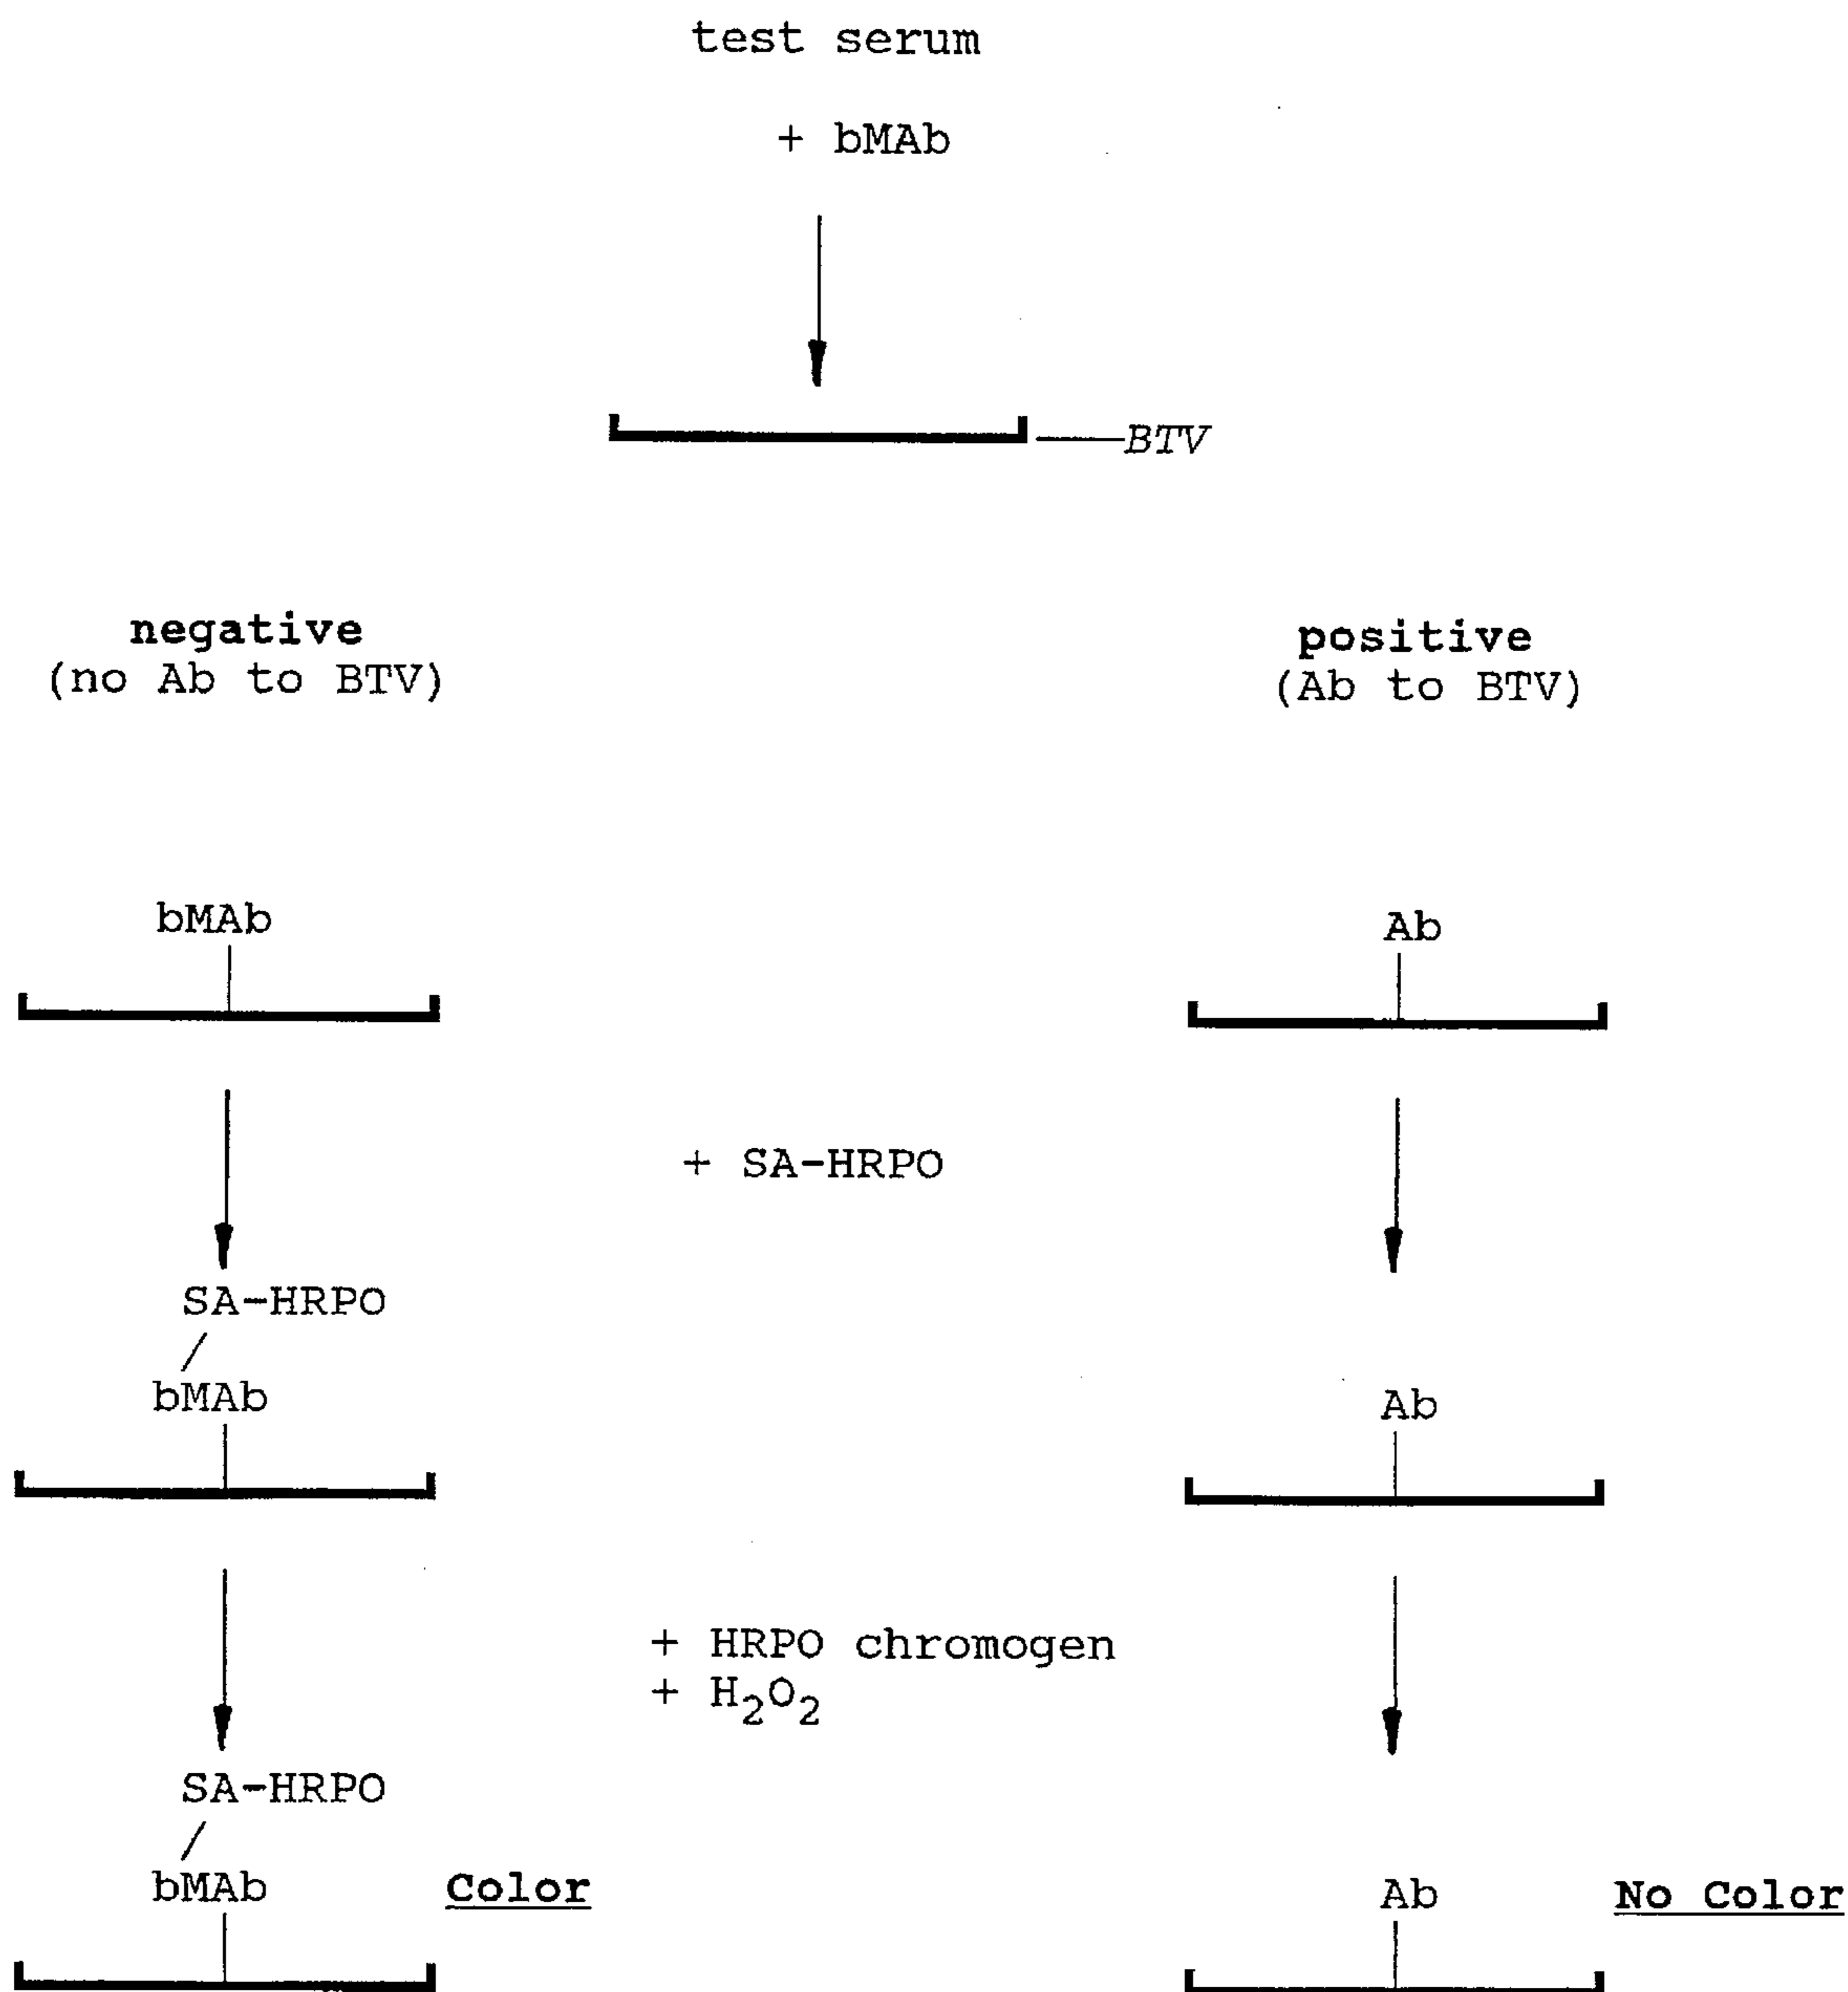 test serum
+ bMAb
BTV
negative
(no Ab to BTV)
positive
(Ab to BTV)
bMAb
Ab
+ SA-HRPO
SA-HRPO
/
bMAb
Ab
+ HRPO chromogen
+ H₂O₂
SA-HRPO
/
bMAb
Color
Ab
No Color